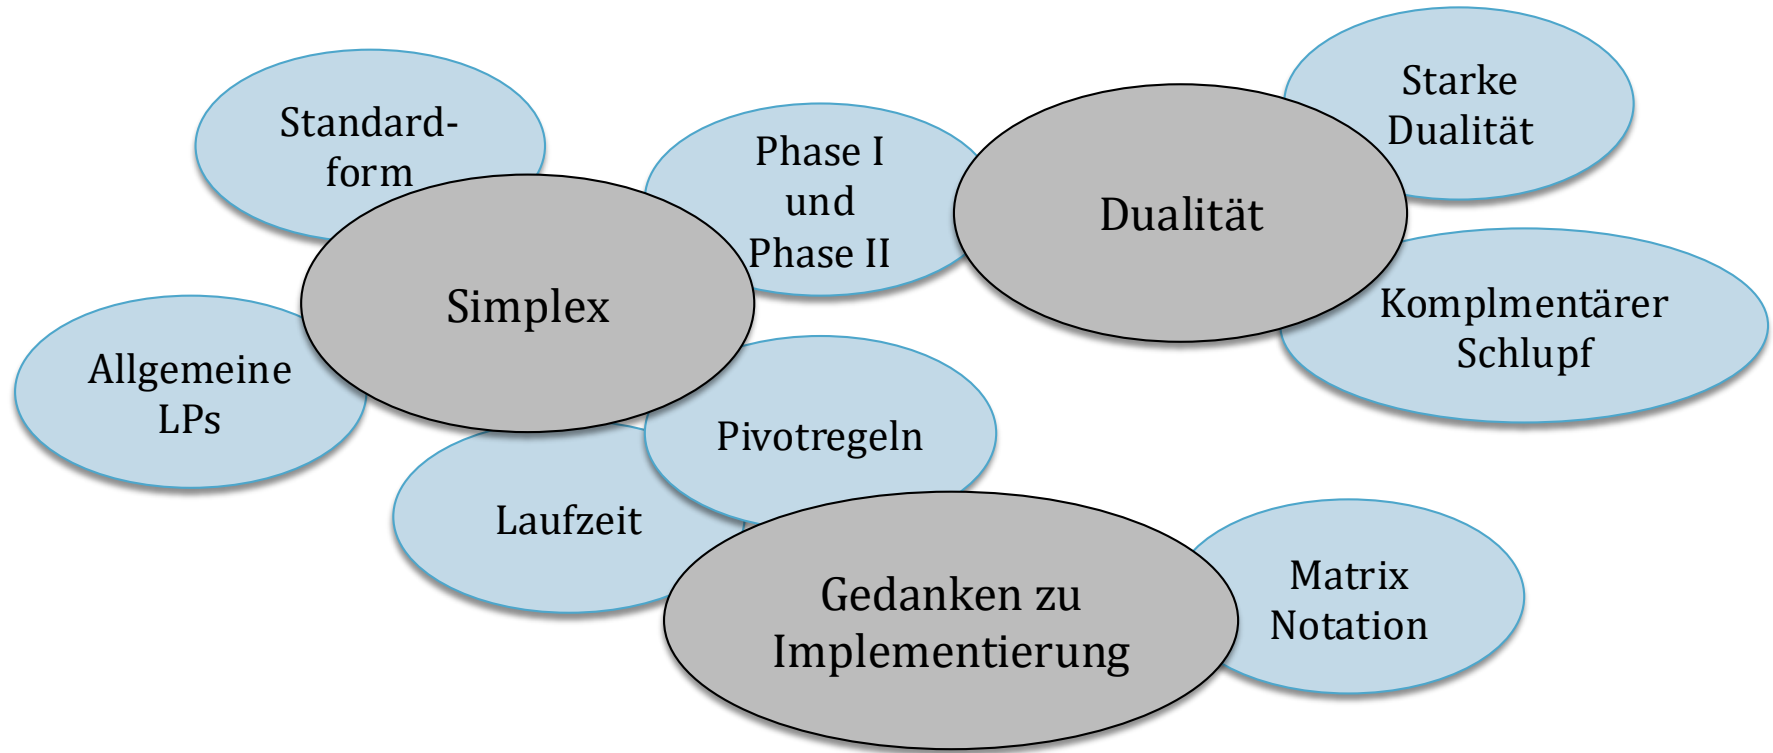 Standard-
form
Phase I
und
Phase II
Starke
Dualität
Dualität
Simplex
Komplmentärer
Schlupf
Allgemeine
LPs
Pivotregeln
Laufzeit
Gedanken zu
Implementierung
Matrix
Notation